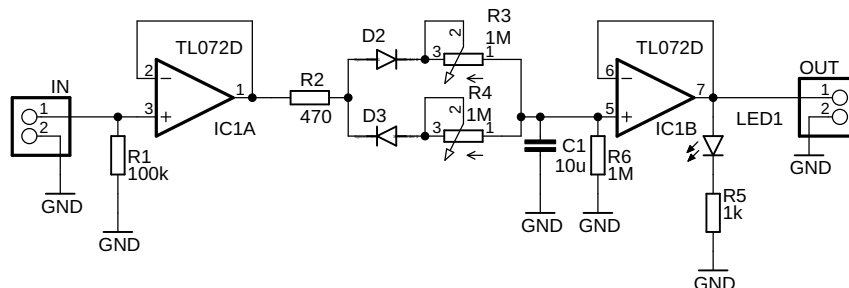 IN
1
2
GND
R1
100k
GND
TL072D
2
3
1
IC1A
R2
470
D2
D3
R3
1M
2
3
1
R4
1M
2
3
1
C1
10u
GND
R6
1M
GND
TL072D
6
5
7
IC1B
LED1
R5
1k
GND
OUT
1
2
GND